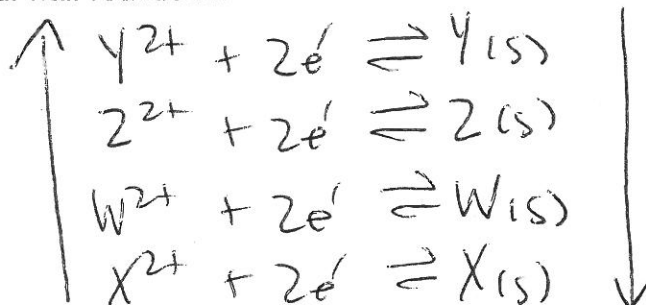 Y²⁺ + 2e⁻ ⇌ Y(s)
Z²⁺ + 2e⁻ ⇌ Z(s)
W²⁺ + 2e⁻ ⇌ W(s)
X²⁺ + 2e⁻ ⇌ X(s)